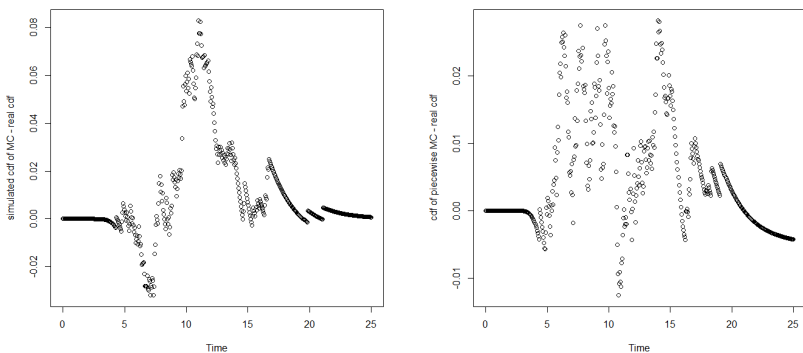 simulated cdf of MC - real cdf
0.08
0.06
0.04
0.02
0.00
-0.02
0 5 10 15 20 25
Time
cdf of piecewise MC - real cdf
0.02
0.01
0.00
-0.01
0 5 10 15 20 25
Time